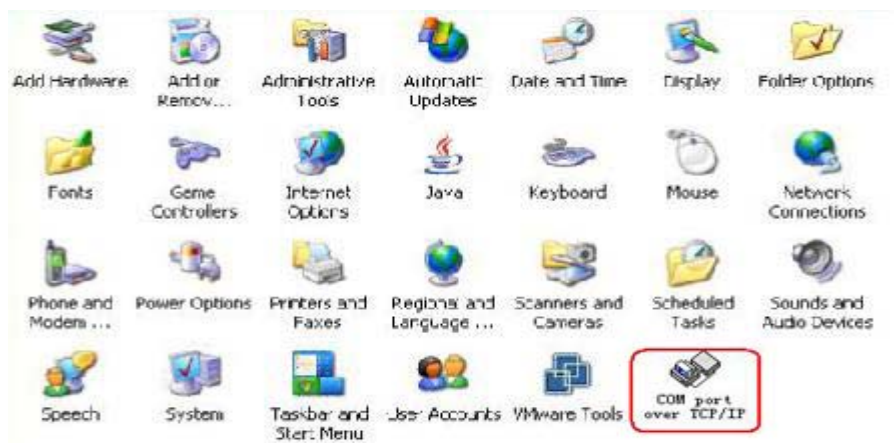 Add Hardware
Add or
Remov...
Administrative
Tools
Automatic
Updates
Date and Time
Display
Folder Options
Fonts
Game
Controllers
Internet
Options
Java
Keyboard
Mouse
Network
Connections
Phone and
Modem ...
Power Options
Printers and
Faxes
Regional and
Language ...
Scanners and
Cameras
Scheduled
Tasks
Sounds and
Audio Devices
Speech
System
Taskbar and
Start Menu
User Accounts
VMware Tools
COM port
over TCP/IP